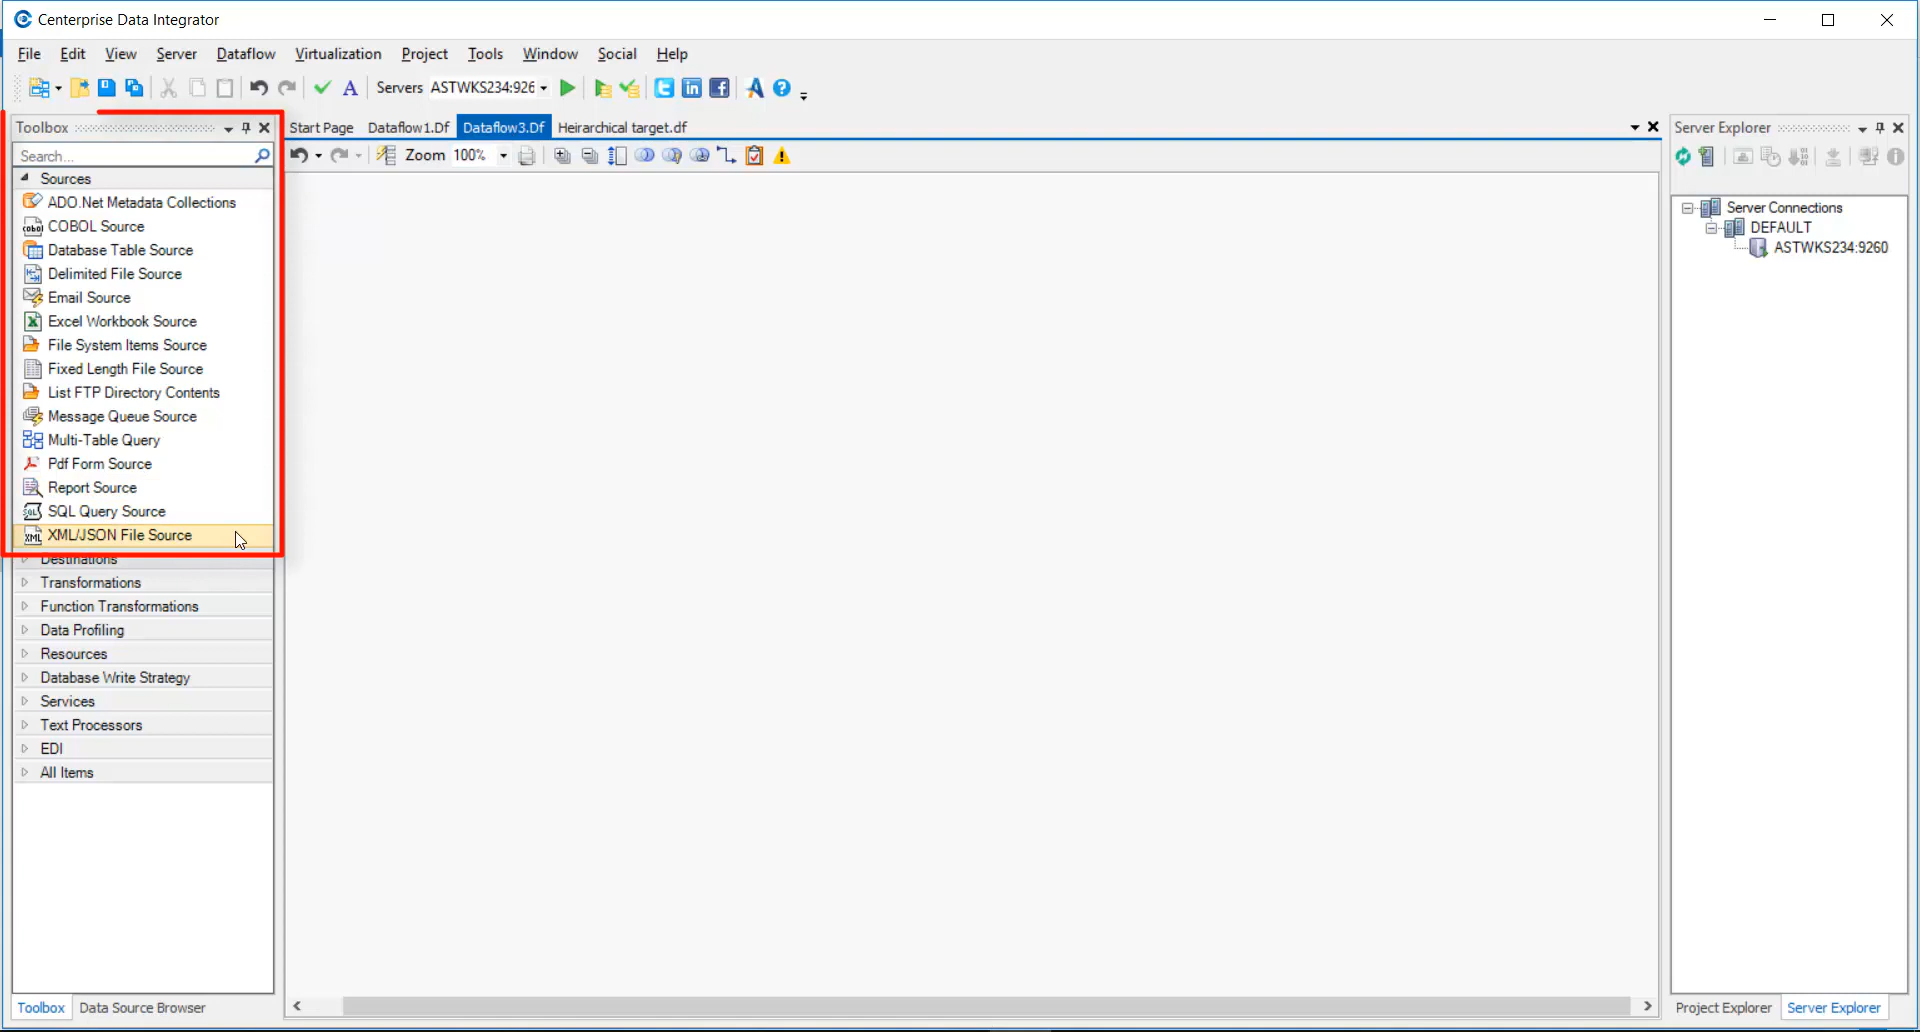 Centerprise Data Integrator
File Edit View Server Dataflow Virtualization Project Tools Window Social Help
A Servers ASTWKS234:926
Toolbox
Start Page Dataflow1.Df Dataflow3.Df Heirarchical target.df
Server Explorer
Search...
Zoom 100%
Sources
ADO.Net Metadata Collections
COBOL Source
Database Table Source
Delimited File Source
Email Source
Excel Workbook Source
File System Items Source
Fixed Length File Source
List FTP Directory Contents
Message Queue Source
Multi-Table Query
Pdf Form Source
Report Source
SQL Query Source
XML/JSON File Source
Destinations
Transformations
Function Transformations
Data Profiling
Resources
Database Write Strategy
Services
Text Processors
EDI
All Items
Server Connections
DEFAULT
ASTWKS234:9260
Toolbox Data Source Browser
Project Explorer Server Explorer